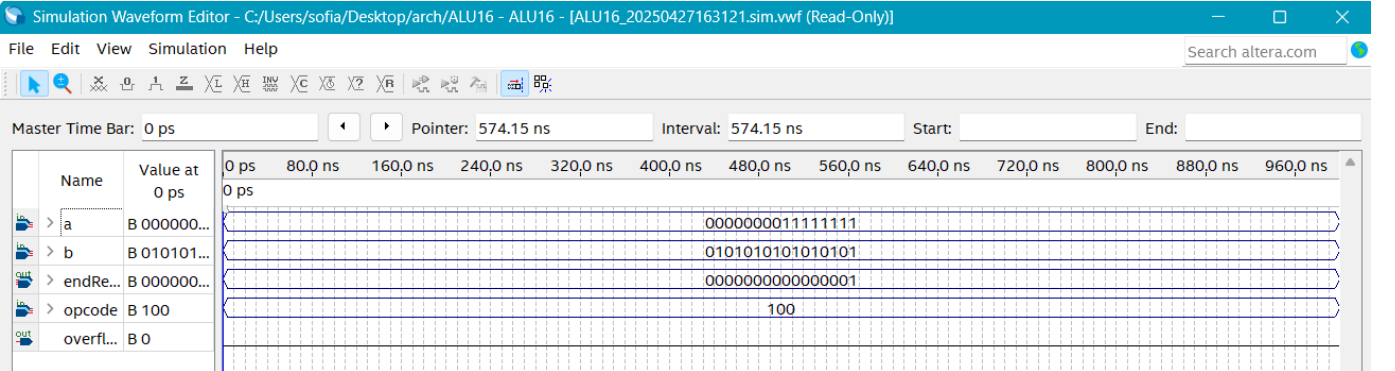 Simulation Waveform Editor - C:/Users/sofia/Desktop/arch/ALU16 - ALU16 - [ALU16_20250427163121.sim.vwf (Read-Only)]
File Edit View Simulation Help
Search altera.com
Master Time Bar: 0 ps Pointer: 574.15 ns Interval: 574.15 ns Start: End:
Name Value at 0 ps
0 ps 80.0 ns 160.0 ns 240.0 ns 320.0 ns 400.0 ns 480.0 ns 560.0 ns 640.0 ns 720.0 ns 800.0 ns 880.0 ns 960.0 ns
0 ps
a B 000000... 0000000011111111
b B 010101... 0101010101010101
endRe... B 000000... 0000000000000001
opcode B 100 100
overfl... B 0